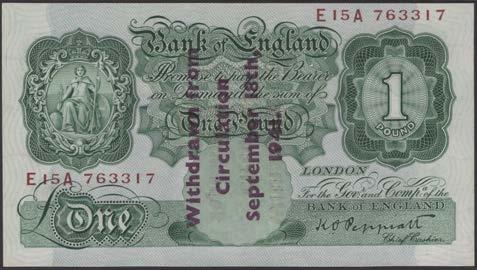 E15A 763317
Bank of England
Promise to pay the Bearer
on Demand the sum of
One Pound
1
POUND
LONDON
For the Gov.r and Comp.a of the
BANK OF ENGLAND
K O Peppiatt
Chief Cashier.
E15A 763317
£ One
Withdrawn from
Circulation
September 18th,
1941.